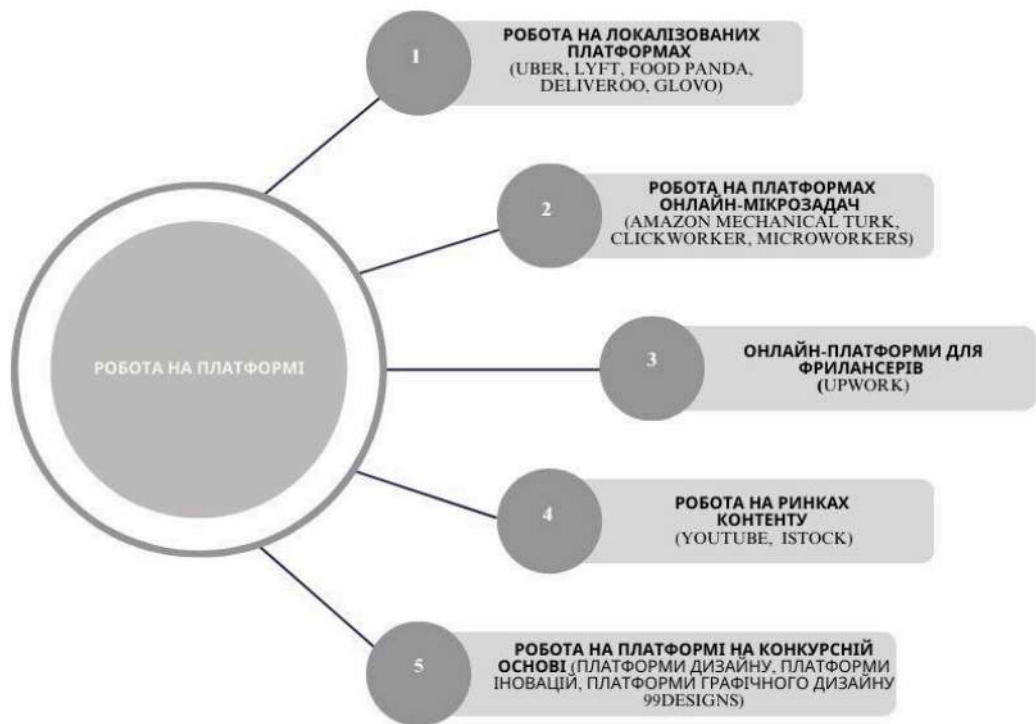 1
РОБОТА НА ЛОКАЛІЗОВАНИХ
ПЛАТФОРМАХ
(UBER, LYFT, FOOD PANDA,
DELIVEROO, GLOVO)
2
РОБОТА НА ПЛАТФОРМАХ
ОНЛАЙН-МІКРОЗАДАЧ
(AMAZON MECHANICAL TURK,
CLICKWORKER, MICROWORKERS)
РОБОТА НА ПЛАТФОРМІ
3
ОНЛАЙН-ПЛАТФОРМИ ДЛЯ
ФРИЛАНСЕРІВ
(UPWORK)
4
РОБОТА НА РИНКАХ
КОНТЕНТУ
(YOUTUBE, ISTOCK)
5
РОБОТА НА ПЛАТФОРМІ НА КОНКУРСНІЙ
ОСНОВІ (ПЛАТФОРМИ ДИЗАЙНУ, ПЛАТФОРМИ
ІНОВАЦІЙ, ПЛАТФОРМИ ГРАФІЧНОГО ДИЗАЙНУ
99DESIGNS)